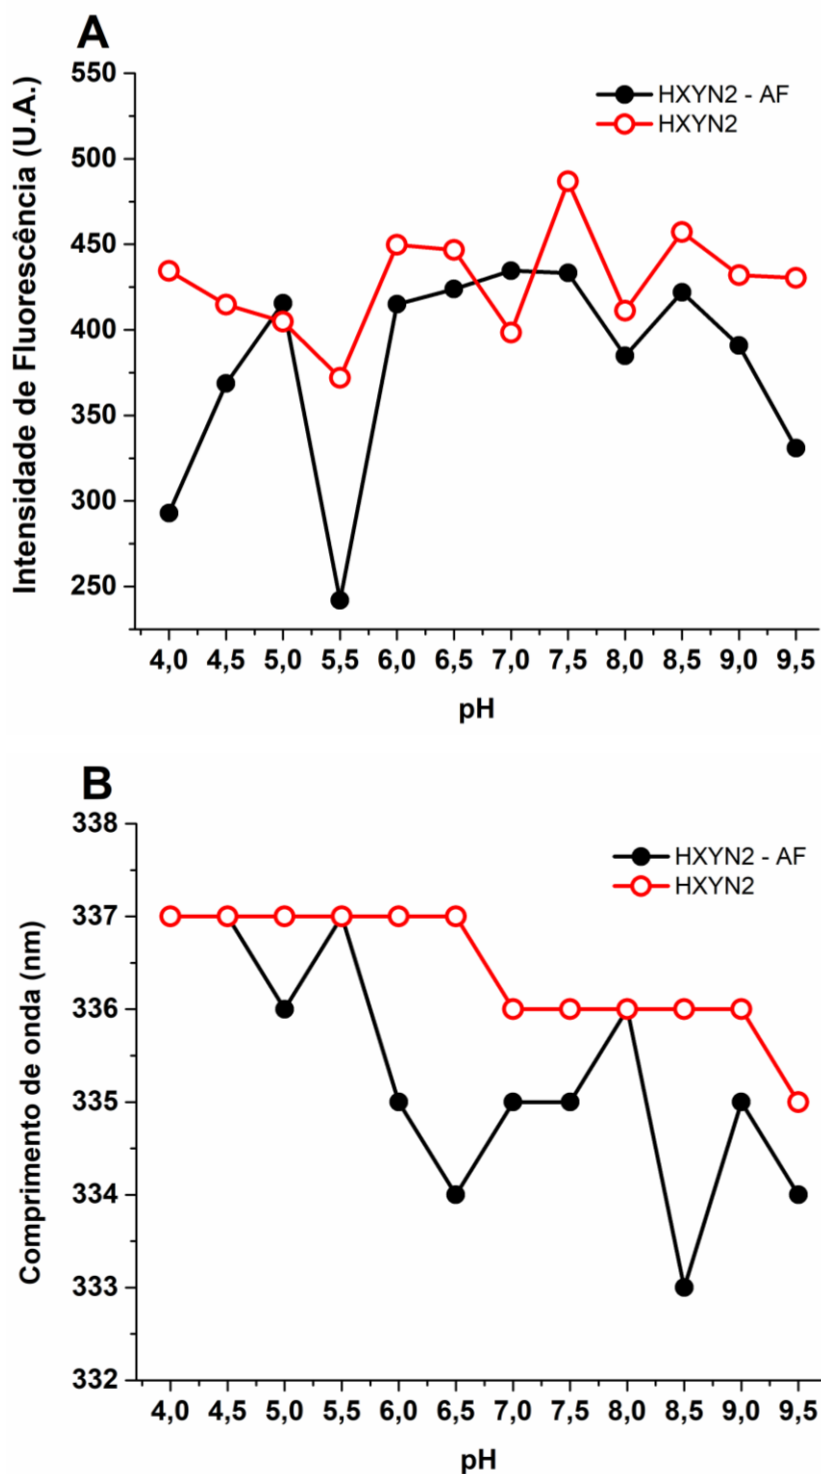 A
550
500
450
400
350
300
250
Intensidade de Fluorescência (U.A.)
HXYN2 - AF
HXYN2
4,0 4,5 5,0 5,5 6,0 6,5 7,0 7,5 8,0 8,5 9,0 9,5
pH
B
338
337
336
335
334
333
332
Comprimento de onda (nm)
HXYN2 - AF
HXYN2
4,0 4,5 5,0 5,5 6,0 6,5 7,0 7,5 8,0 8,5 9,0 9,5
pH